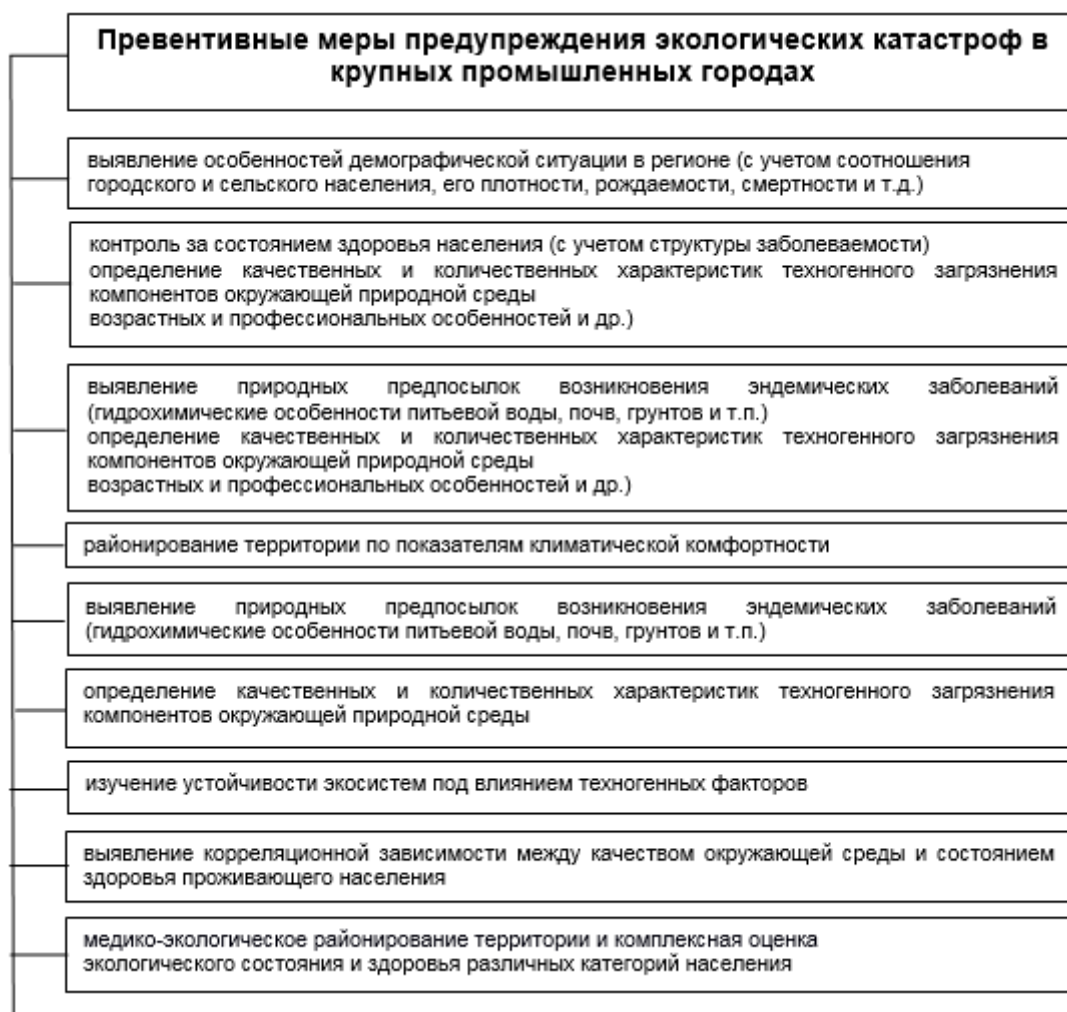 Превентивные меры предупреждения экологических катастроф в
крупных промышленных городах
выявление особенностей демографической ситуации в регионе (с учетом соотношения
городского и сельского населения, его плотности, рождаемости, смертности и т.д.)
контроль за состоянием здоровья населения (с учетом структуры заболеваемости)
определение качественных и количественных характеристик техногенного загрязнения
компонентов окружающей природной среды
возрастных и профессиональных особенностей и др.)
выявление природных предпосылок возникновения эндемических заболеваний
(гидрохимические особенности питьевой воды, почв, грунтов и т.п.)
определение качественных и количественных характеристик техногенного загрязнения
компонентов окружающей природной среды
возрастных и профессиональных особенностей и др.)
районирование территории по показателям климатической комфортности
выявление природных предпосылок возникновения эндемических заболеваний
(гидрохимические особенности питьевой воды, почв, грунтов и т.п.)
определение качественных и количественных характеристик техногенного загрязнения
компонентов окружающей природной среды
изучение устойчивости экосистем под влиянием техногенных факторов
выявление корреляционной зависимости между качеством окружающей среды и состоянием
здоровья проживающего населения
медико-экологическое районирование территории и комплексная оценка
экологического состояния и здоровья различных категорий населения